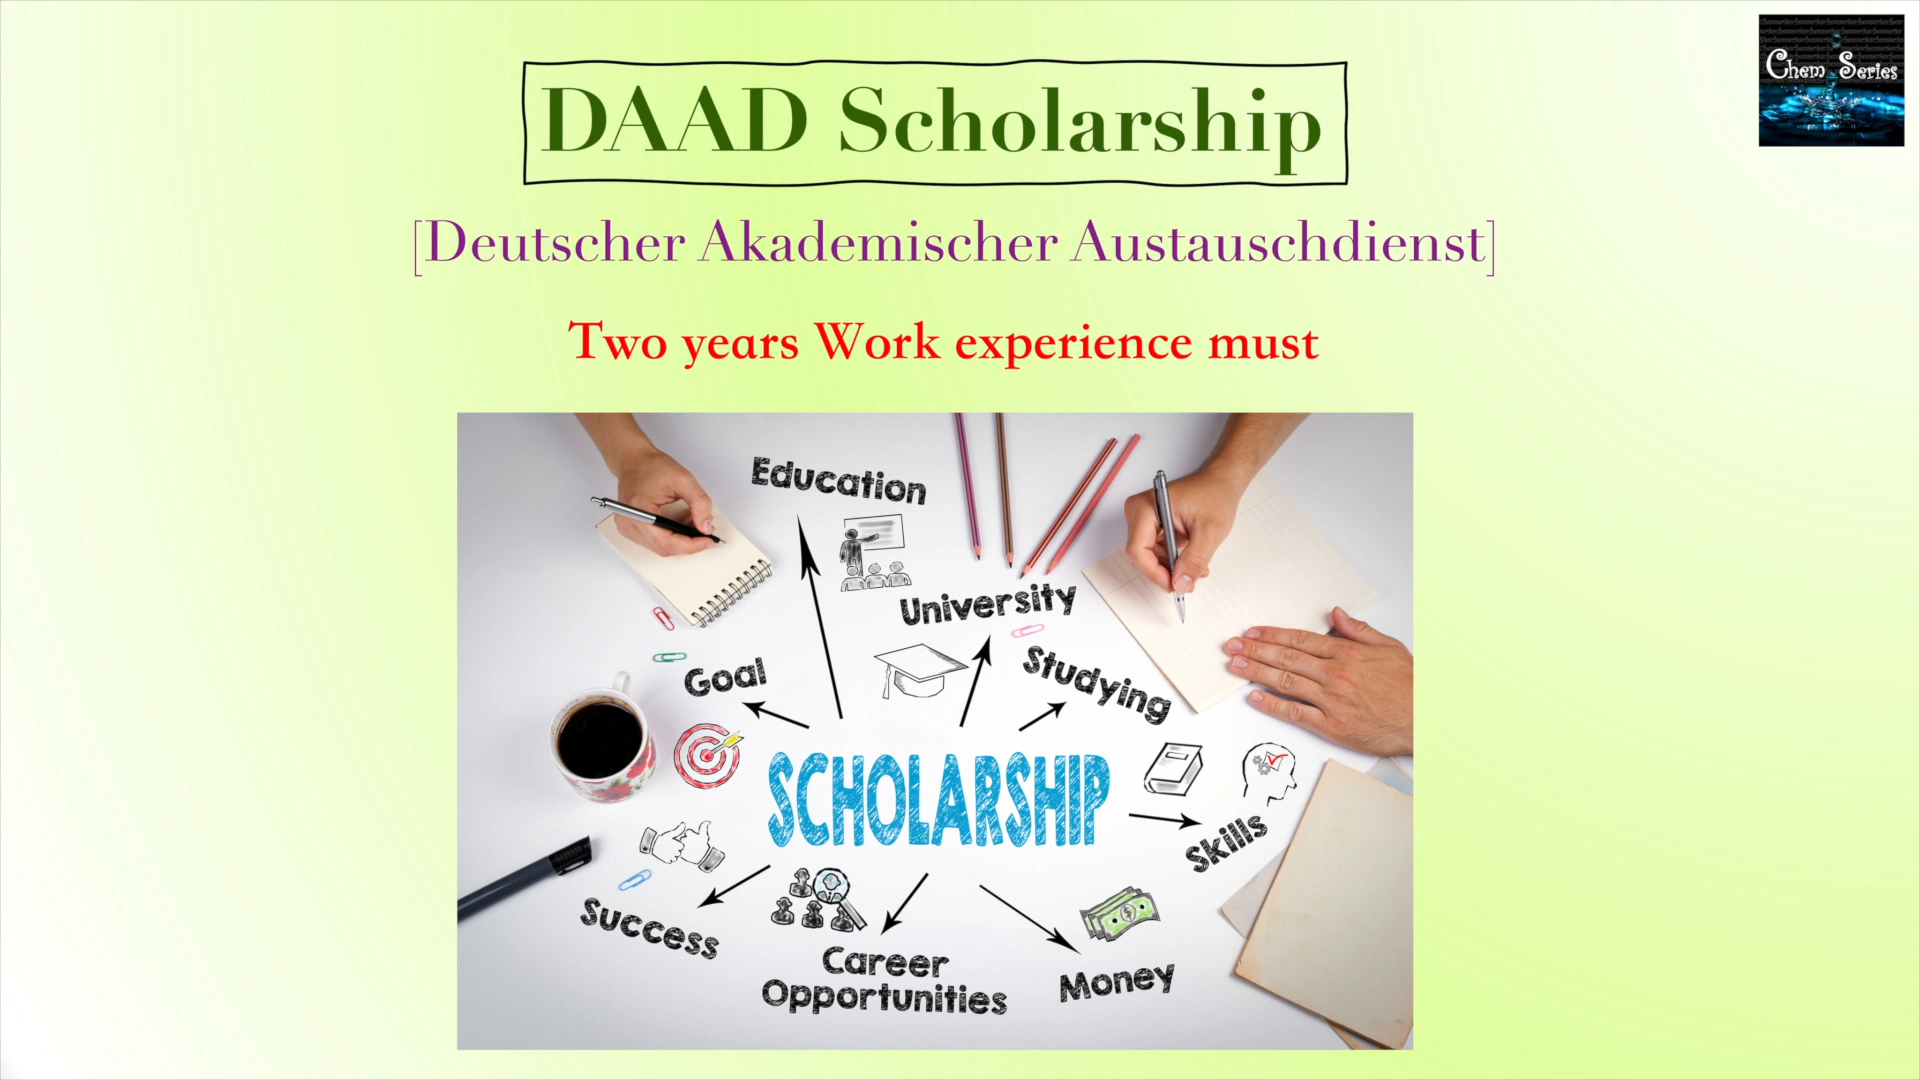 DAAD Scholarship
Chem Series
[Deutscher Akademischer Austauschdienst]
Two years Work experience must
Education
University
Goal
Studying
SCHOLARSHIP
Skills
Success
Career
Opportunities
Money